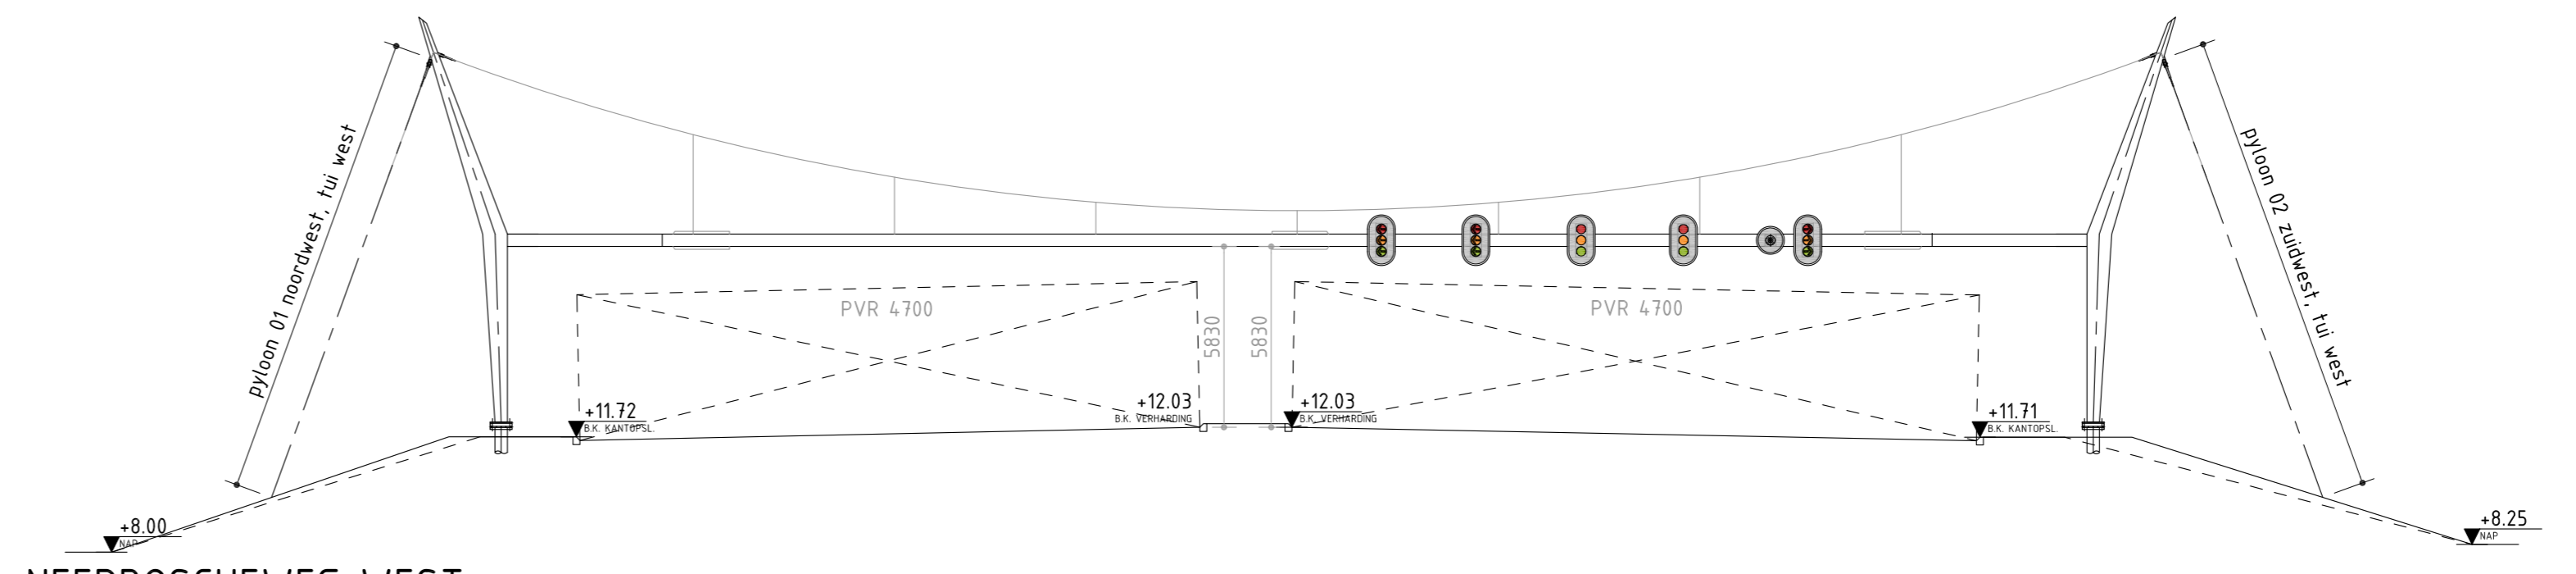 pyloon 01 noordwest, tui west
pyloon 02 zuidwest, tui west
PVR 4700
PVR 4700
5830
5830
+11.72
B.K. KANTOPSL.
+12.03
B.K. VERHARDING
+12.03
B.K. VERHARDING
+11.71
B.K. KANTOPSL.
+8.00
NAP
+8.25
NAP